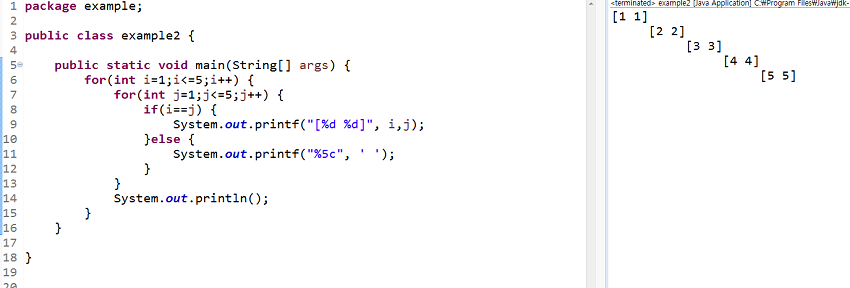 1 package example;
2
3 public class example2 {
4
5 public static void main(String[] args) {
6 for(int i=1;i<=5;i++) {
7 for(int j=1;j<=5;j++) {
8 if(i==j) {
9 System.out.printf("[%d %d]", i,j);
10 }else {
11 System.out.printf("%5c", ' ');
12 }
13 }
14 System.out.println();
15 }
16 }
17
18 }
19
20
<terminated> example2 [Java Application] C:₩Program Files₩Java₩jdk-
[1 1]
[2 2]
[3 3]
[4 4]
[5 5]